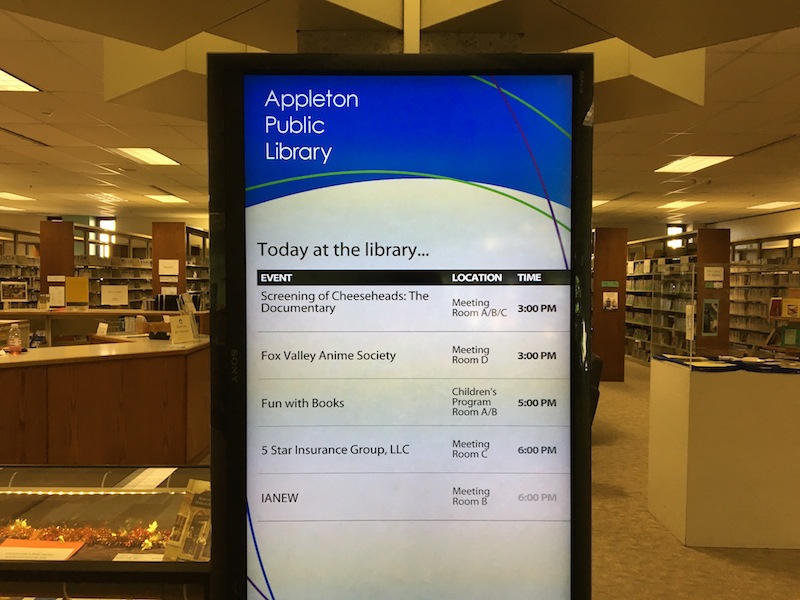 Appleton
Public
Library
Today at the library...
EVENT LOCATION TIME
Screening of Cheeseheads: The
Documentary
Meeting
Room A/B/C
3:00 PM
Fox Valley Anime Society
Meeting
Room D
3:00 PM
Fun with Books
Children's
Program
Room A/B
5:00 PM
5 Star Insurance Group, LLC
Meeting
Room C
6:00 PM
IANEW
Meeting
Room B
6:00 PM
SONY